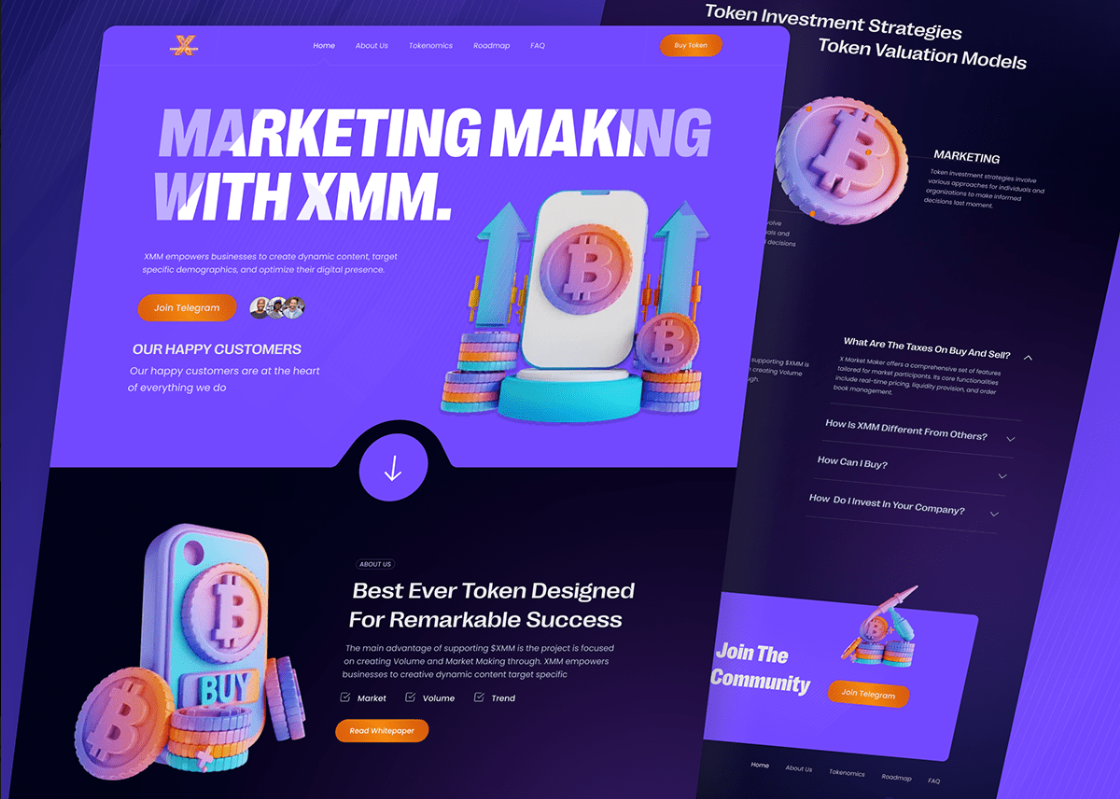 Home
About Us
Tokenomics
Roadmap
FAQ
Buy Token
MARKETING MAKING
WITH XMM.
XMM empowers businesses to create dynamic content, target
specific demographics, and optimize their digital presence.
Join Telegram
OUR HAPPY CUSTOMERS
Our happy customers are at the heart
of everything we do
BUY
ABOUT US
Best Ever Token Designed
For Remarkable Success
The main advantage of supporting $XMM is the project is focused
on creating Volume and Market Making through. XMM empowers
businesses to creative dynamic content target specific
Market
Volume
Trend
Read Whitepaper
Token Investment Strategies
Token Valuation Models
MARKETING
Token investment strategies involve
various approaches for individuals and
organizations to make informed
decisions last moment.
and
decisions
supporting $XMM is
creating Volume
What Are The Taxes On Buy And Sell?
X Market Maker offers a comprehensive set of features
tailored for market participants. Its core functionalities
include real-time pricing, liquidity provision, and order
book management.
How Is XMM Different From Others?
How Can I Buy?
How Do I Invest In Your Company?
Join The
Community
Join Telegram
Home
About Us
Tokenomics
Roadmap
FAQ